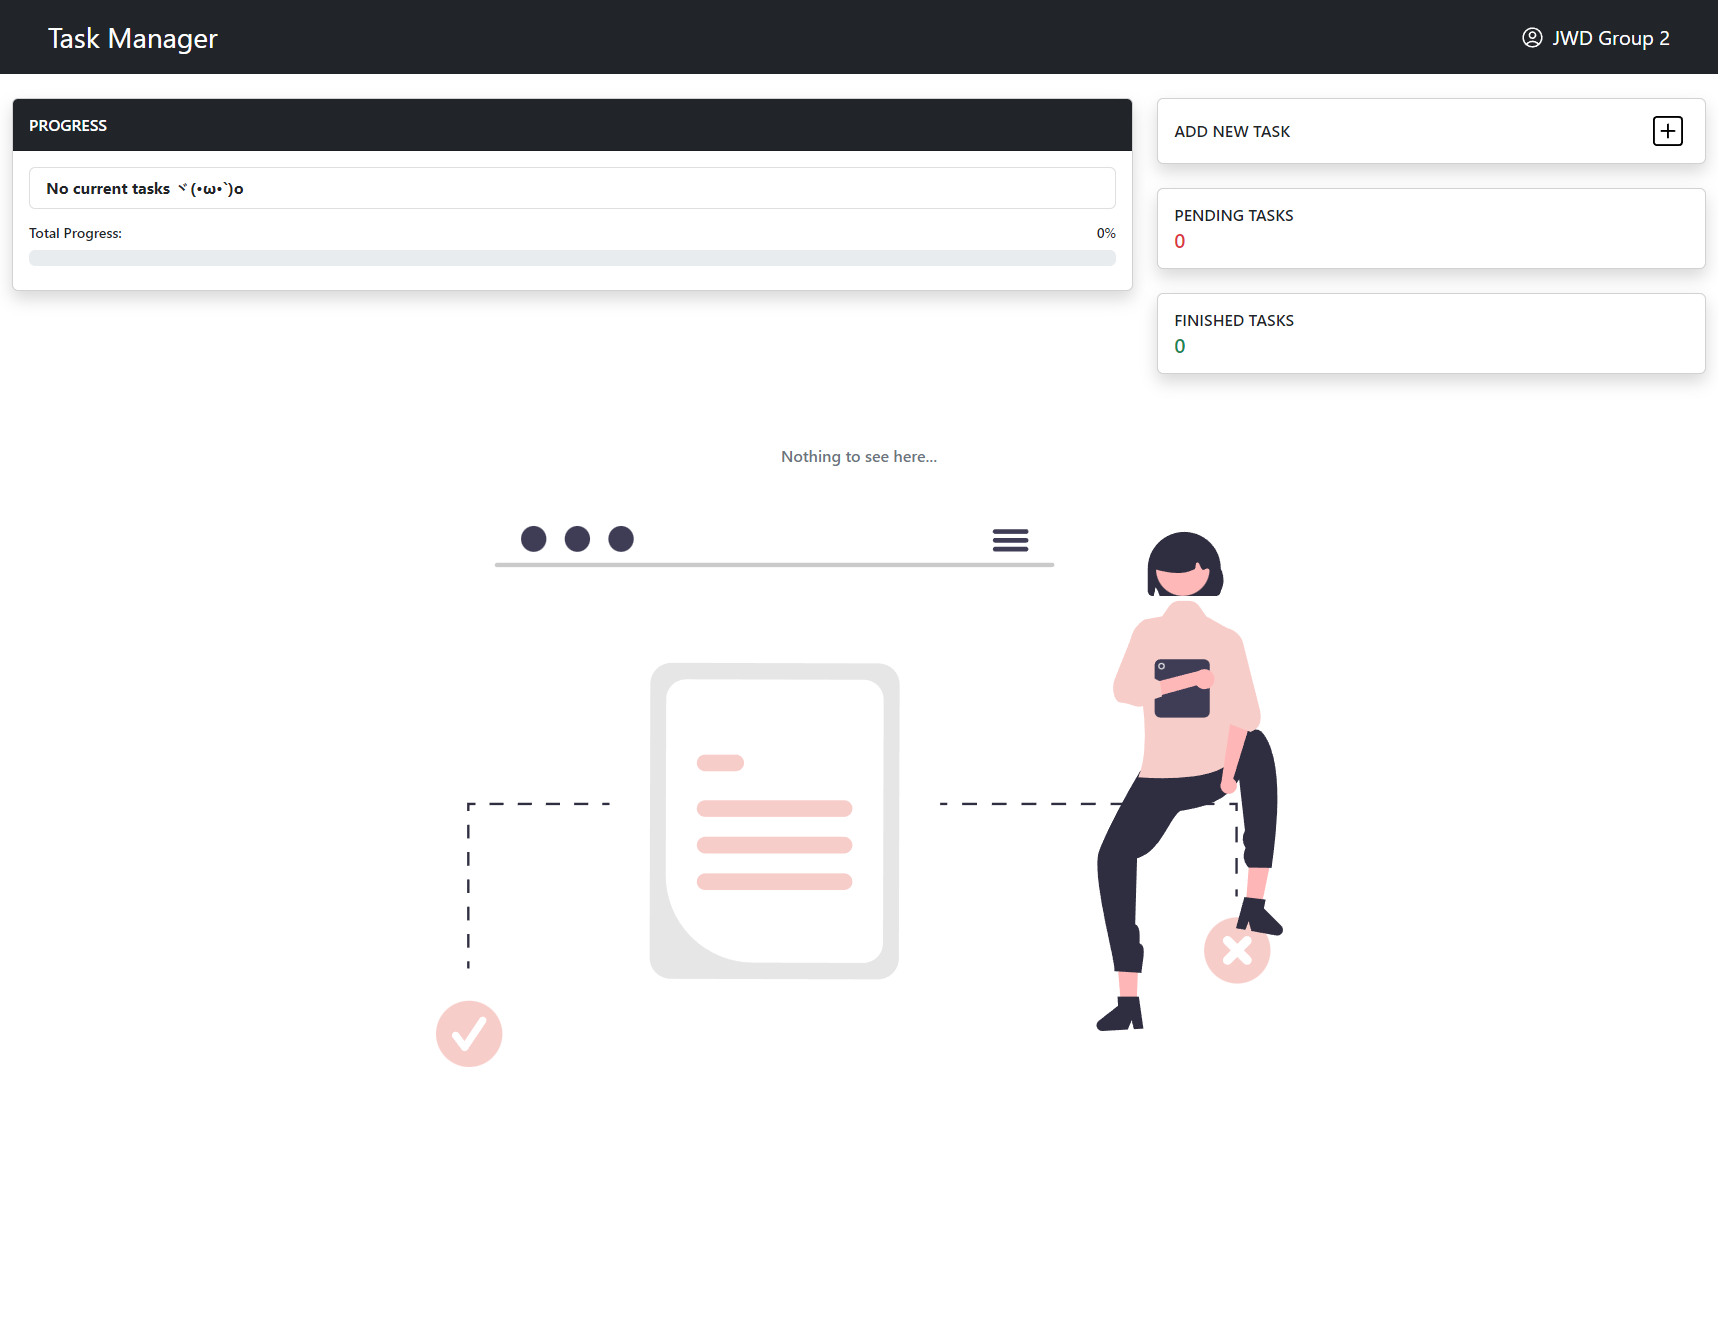 Task Manager
JWD Group 2
PROGRESS
No current tasks ヾ(•ω•`)o
Total Progress:
0%
ADD NEW TASK
PENDING TASKS
0
FINISHED TASKS
0
Nothing to see here...